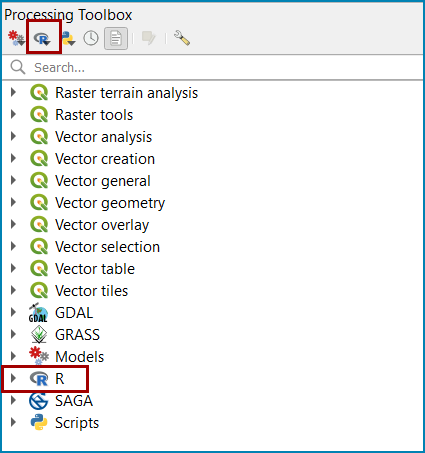 Processing Toolbox
Search...
Raster terrain analysis
Raster tools
Vector analysis
Vector creation
Vector general
Vector geometry
Vector overlay
Vector selection
Vector table
Vector tiles
GDAL
GRASS
Models
R
SAGA
Scripts